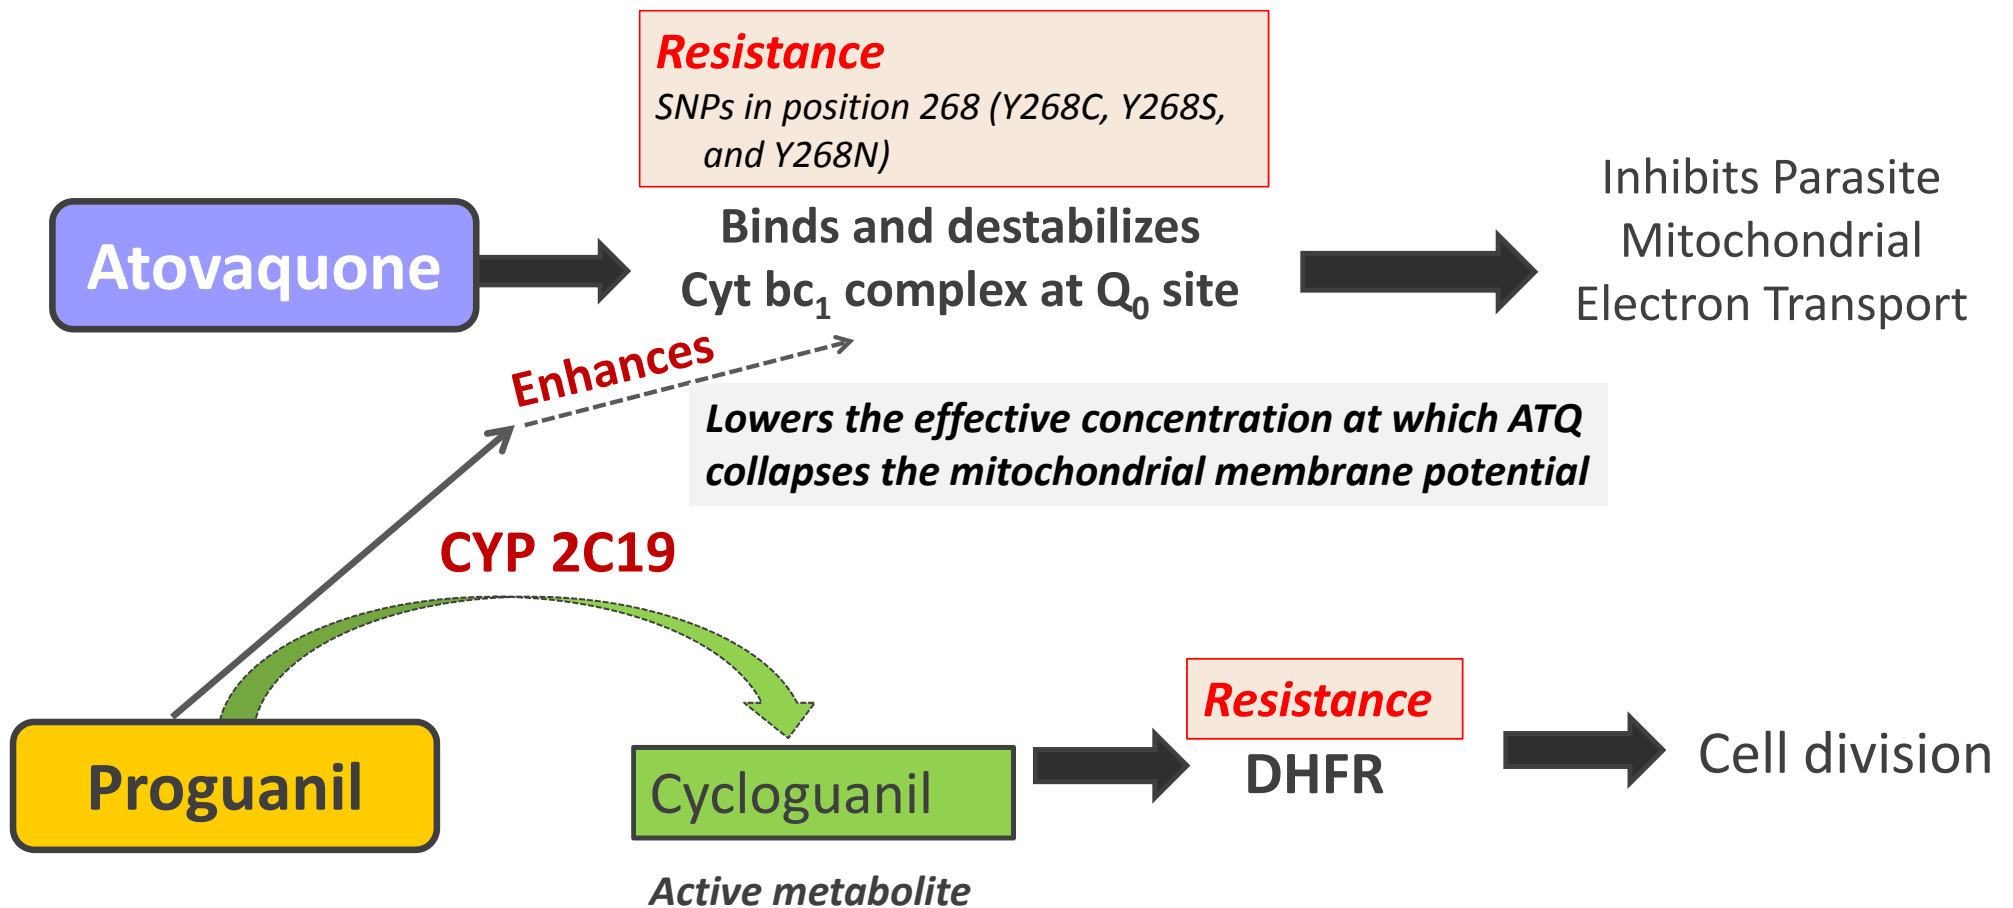 Resistance
SNPs in position 268 (Y268C, Y268S,
and Y268N)
Atovaquone
Binds and destabilizes
Cyt bc₁ complex at Q₀ site
Inhibits Parasite
Mitochondrial
Electron Transport
Enhances
Lowers the effective concentration at which ATQ
collapses the mitochondrial membrane potential
CYP 2C19
Proguanil
Cycloguanil
Active metabolite
Resistance
DHFR
Cell division